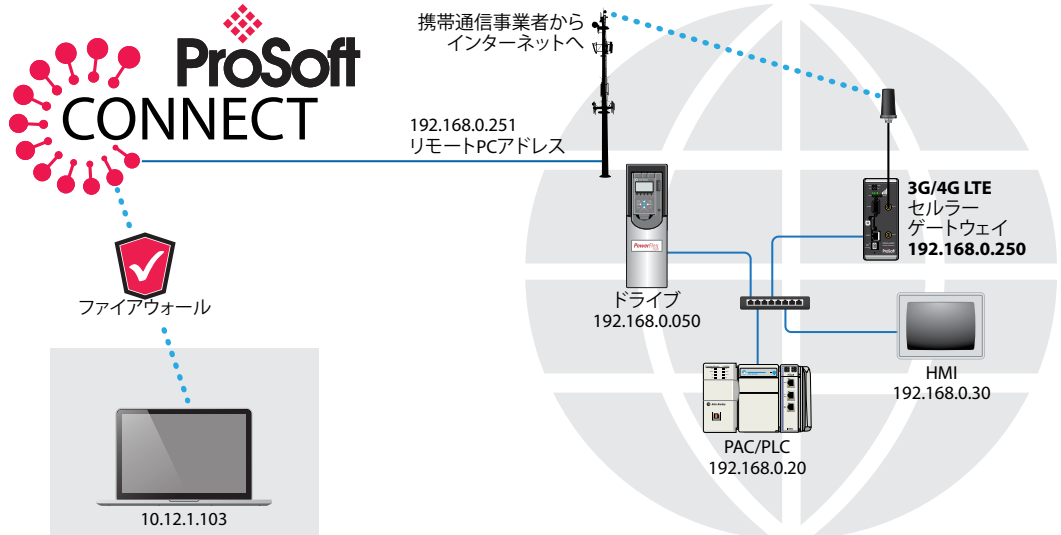 ProSoft
CONNECT
携帯通信事業者から
インターネットへ
192.168.0.251
リモートPCアドレス
3G/4G LTE
セルラー
ゲートウェイ
192.168.0.250
ProSoft
PowerFlex
ファイアウォール
ドライブ
192.168.0.050
HMI
192.168.0.30
PAC/PLC
192.168.0.20
10.12.1.103